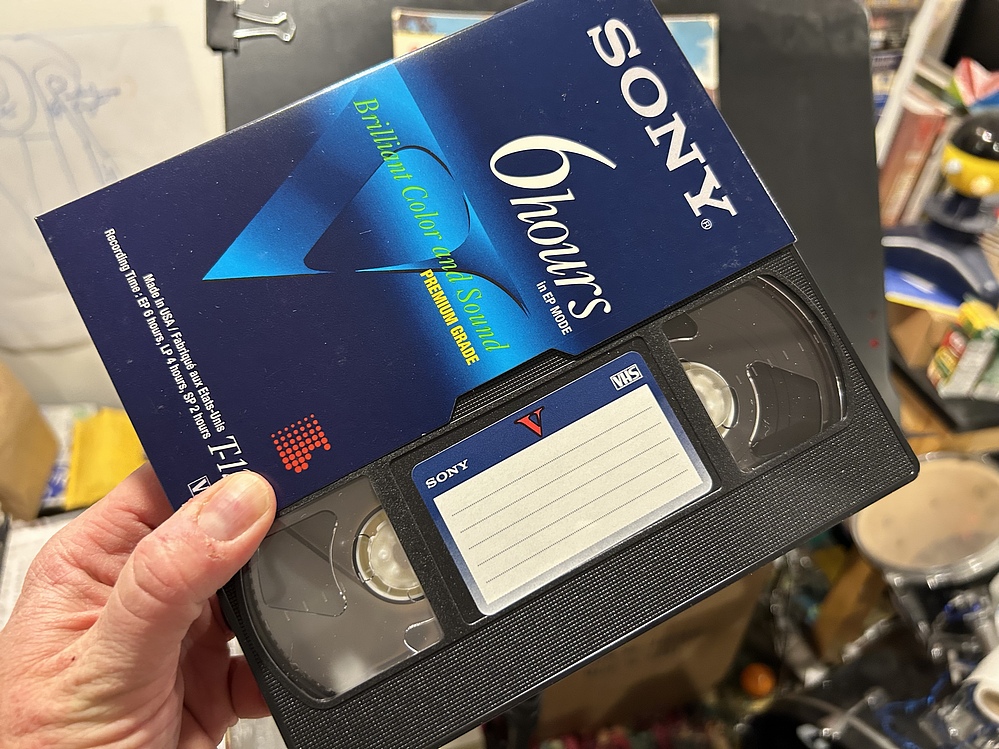 SONY®
6hours
in EP MODE
Brilliant Color and Sound
PREMIUM GRADE
Made in USA / Fabriqué aux Etats-Unis
Recording Time : EP 6 hours, LP 4 hours, SP 2 hours
VHS
V
SONY